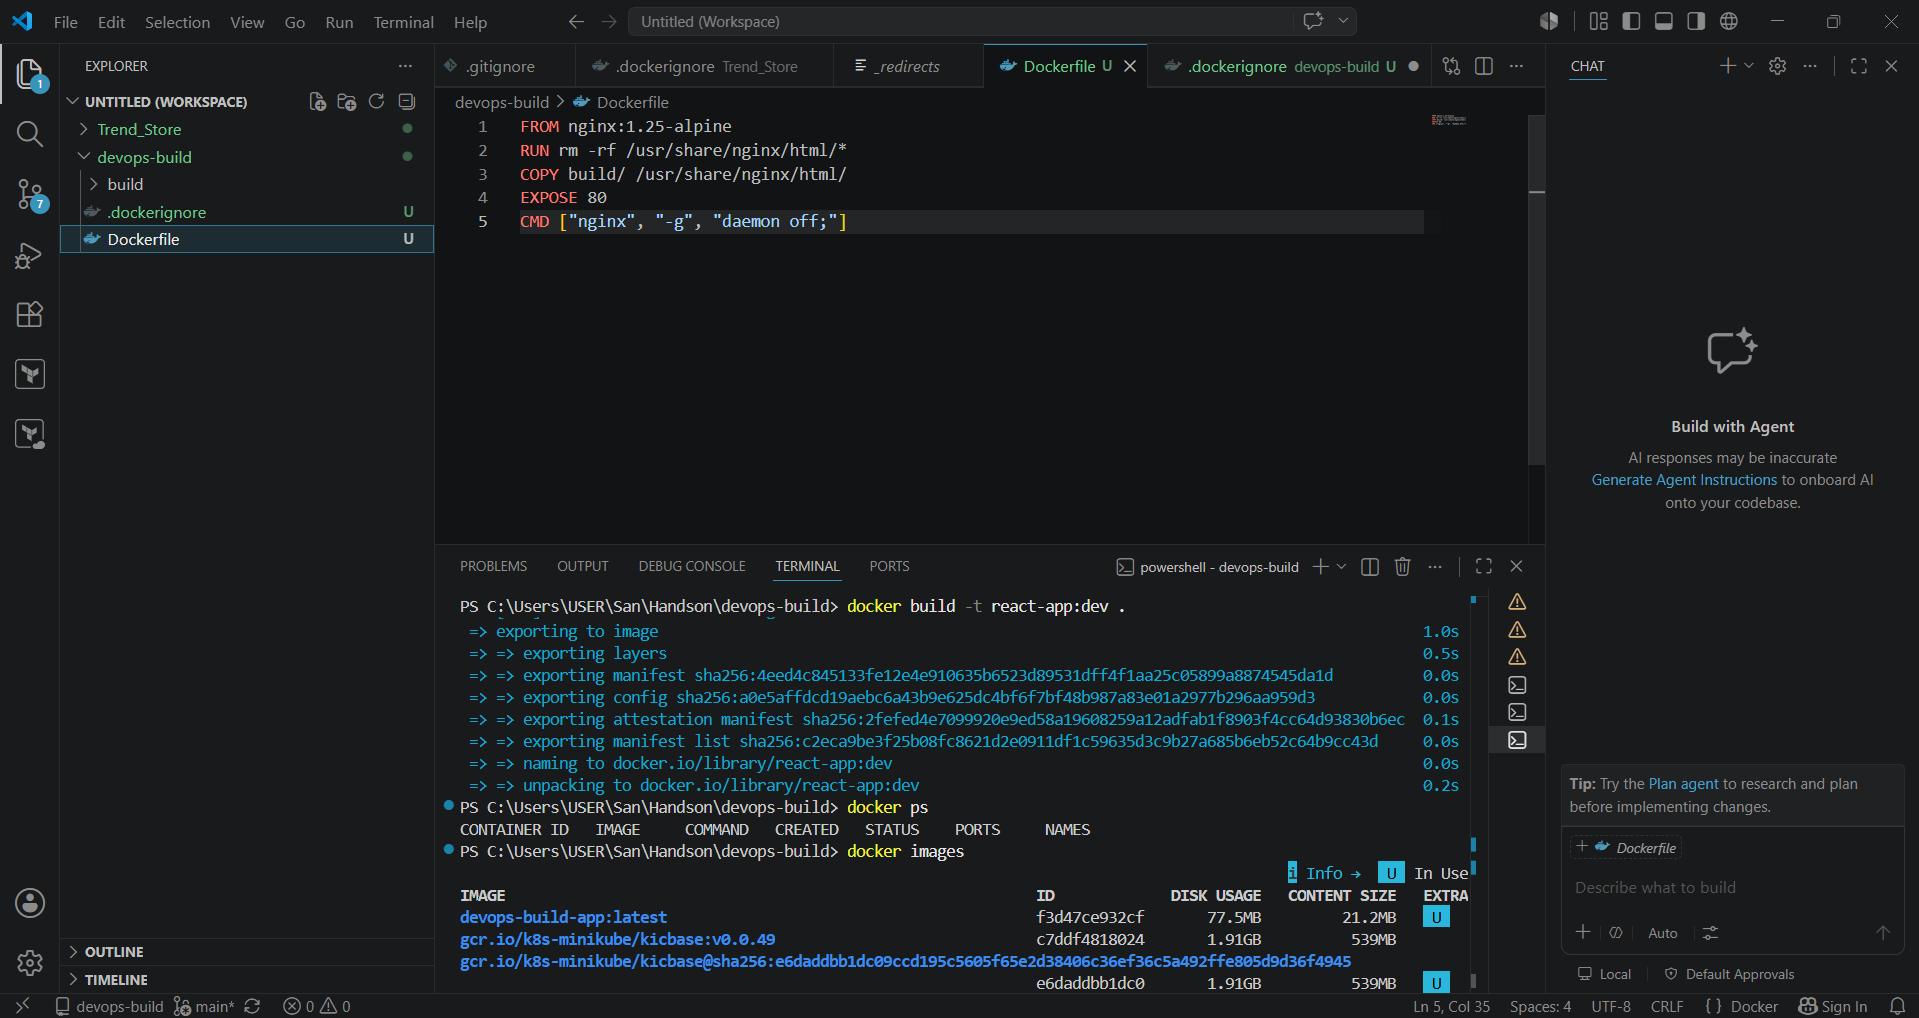 File Edit Selection View Go Run Terminal Help
Untitled (Workspace)
EXPLORER
UNTITLED (WORKSPACE)
Trend_Store
devops-build
build
.dockerignore U
Dockerfile U
OUTLINE
TIMELINE
1
7
.gitignore
.dockerignore Trend_Store
_redirects
Dockerfile U
.dockerignore devops-build U
devops-build > Dockerfile
1 FROM nginx:1.25-alpine
2 RUN rm -rf /usr/share/nginx/html/*
3 COPY build/ /usr/share/nginx/html/
4 EXPOSE 80
5 CMD ["nginx", "-g", "daemon off;"]
PROBLEMS OUTPUT DEBUG CONSOLE TERMINAL PORTS
powershell - devops-build
PS C:\Users\USER\San\Handson\devops-build> docker build -t react-app:dev .
=> exporting to image 1.0s
=> => exporting layers 0.5s
=> => exporting manifest sha256:4eed4c845133fe12e4e910635b6523d89531dff4f1aa25c05899a8874545da1d 0.0s
=> => exporting config sha256:a0e5affdcd19aebc6a43b9e625dc4bf6f7bf48b987a83e01a2977b296aa959d3 0.0s
=> => exporting attestation manifest sha256:2fefed4e7099920e9ed58a19608259a12adfab1f8903f4cc64d93830b6ec 0.1s
=> => exporting manifest list sha256:c2eca9be3f25b08fc8621d2e0911df1c59635d3c9b27a685b6eb52c64b9cc43d 0.0s
=> => naming to docker.io/library/react-app:dev 0.0s
=> => unpacking to docker.io/library/react-app:dev 0.2s
PS C:\Users\USER\San\Handson\devops-build> docker ps
CONTAINER ID IMAGE COMMAND CREATED STATUS PORTS NAMES
PS C:\Users\USER\San\Handson\devops-build> docker images
i Info → U In Use
IMAGE ID DISK USAGE CONTENT SIZE EXTRA
devops-build-app:latest f3d47ce932cf 77.5MB 21.2MB U
gcr.io/k8s-minikube/kicbase:v0.0.49 c7ddf4818024 1.91GB 539MB
gcr.io/k8s-minikube/kicbase@sha256:e6daddbb1dc09ccd195c5605f65e2d38406c36ef36c5a492ffe805d9d36f4945
e6daddbb1dc0 1.91GB 539MB U
CHAT
Build with Agent
AI responses may be inaccurate
Generate Agent Instructions to onboard AI
onto your codebase.
Tip: Try the Plan agent to research and plan
before implementing changes.
Dockerfile
Describe what to build
Auto
Local Default Approvals
devops-build main* 0 0
Ln 5, Col 35 Spaces: 4 UTF-8 CRLF { } Docker Sign In